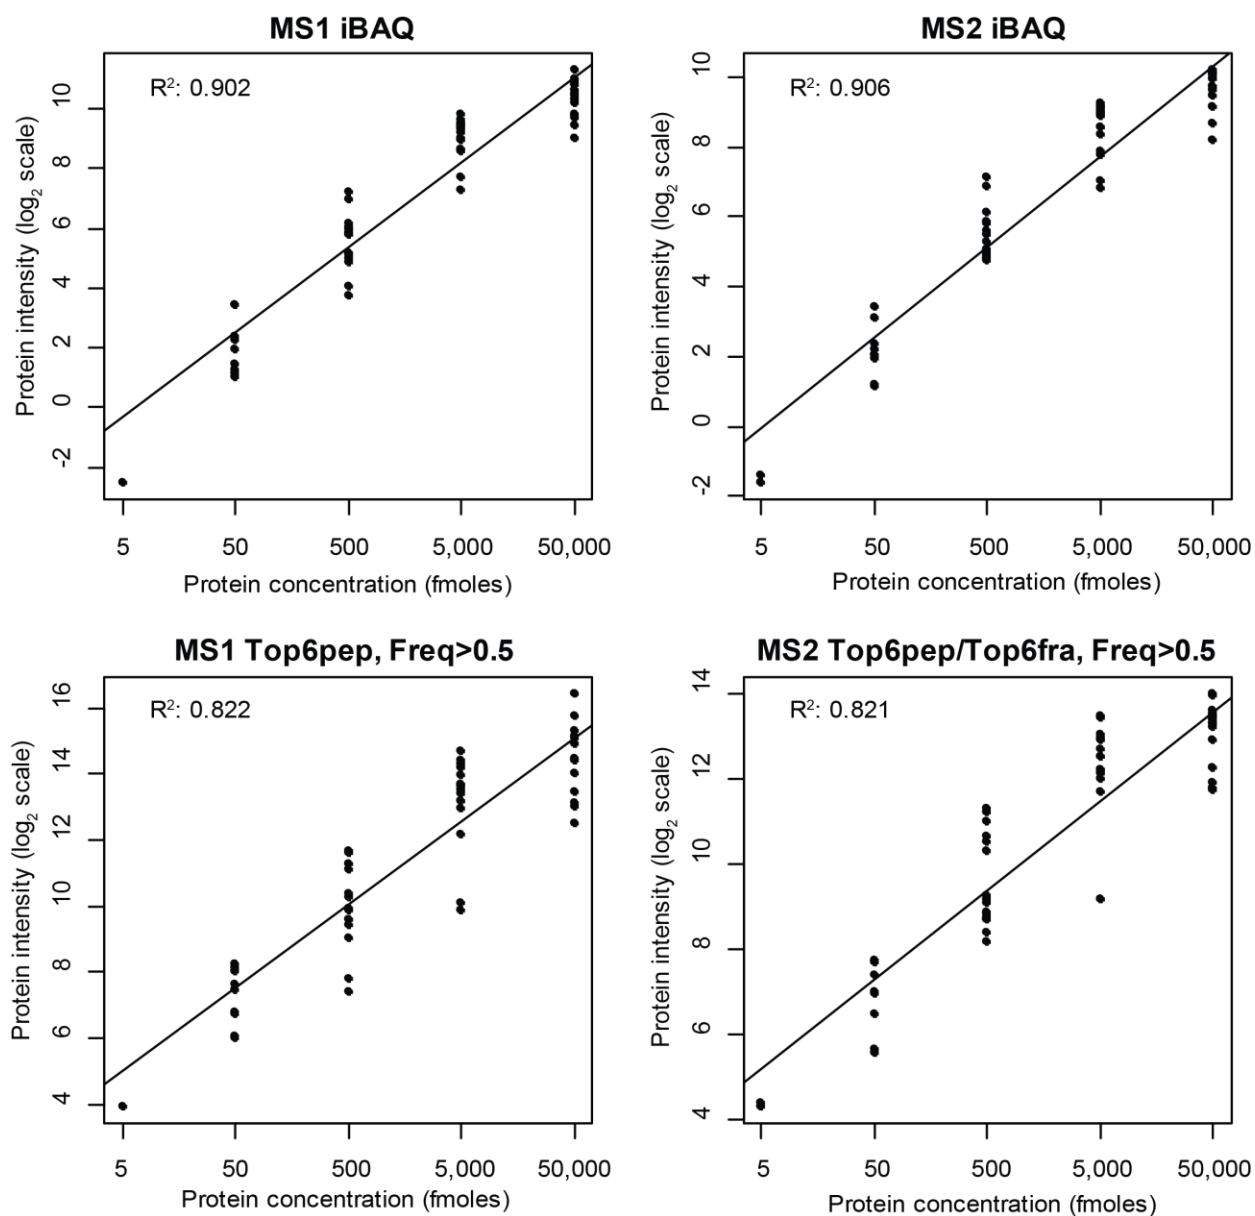 MS1 iBAQ
R²: 0.902
Protein intensity (log₂ scale)
10
8
6
4
2
0
-2
5 50 500 5,000 50,000
Protein concentration (fmoles)
MS2 iBAQ
R²: 0.906
Protein intensity (log₂ scale)
10
8
6
4
2
0
-2
5 50 500 5,000 50,000
Protein concentration (fmoles)
MS1 Top6pep, Freq>0.5
R²: 0.822
Protein intensity (log₂ scale)
16
14
12
10
8
6
4
5 50 500 5,000 50,000
Protein concentration (fmoles)
MS2 Top6pep/Top6fra, Freq>0.5
R²: 0.821
Protein intensity (log₂ scale)
14
12
10
8
6
4
5 50 500 5,000 50,000
Protein concentration (fmoles)